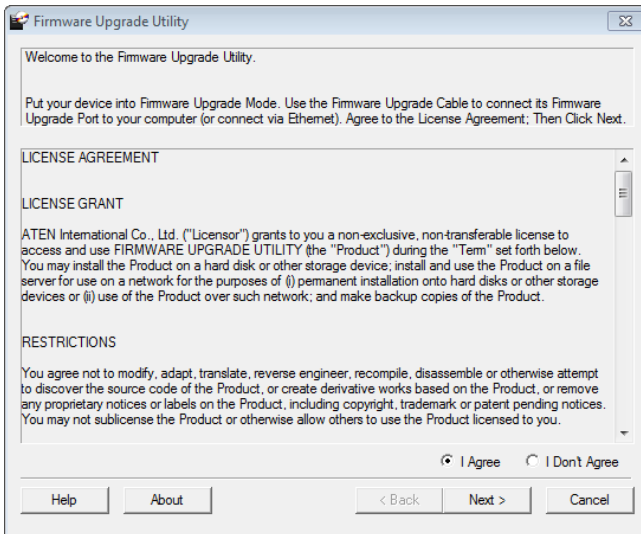 Firmware Upgrade Utility
Welcome to the Firmware Upgrade Utility.
Put your device into Firmware Upgrade Mode. Use the Firmware Upgrade Cable to connect its Firmware
Upgrade Port to your computer (or connect via Ethernet). Agree to the License Agreement; Then Click Next.
LICENSE AGREEMENT
LICENSE GRANT
ATEN International Co., Ltd. ("Licensor") grants to you a non-exclusive, non-transferable license to
access and use FIRMWARE UPGRADE UTILITY (the "Product") during the "Term" set forth below.
You may install the Product on a hard disk or other storage device; install and use the Product on a file
server for use on a network for the purposes of (i) permanent installation onto hard disks or other storage
devices or (ii) use of the Product over such network; and make backup copies of the Product.
RESTRICTIONS
You agree not to modify, adapt, translate, reverse engineer, recompile, disassemble or otherwise attempt
to discover the source code of the Product, or create derivative works based on the Product, or remove
any proprietary notices or labels on the Product, including copyright, trademark or patent pending notices.
You may not sublicense the Product or otherwise allow others to use the Product licensed to you.
I Agree I Don't Agree
Help About < Back Next > Cancel